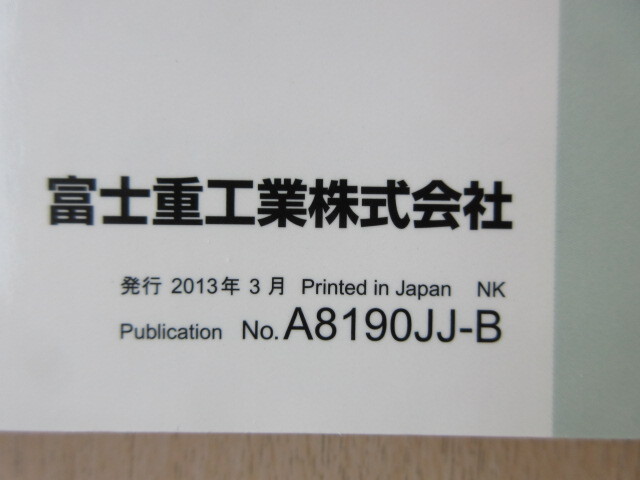 富士重工業株式会社
発行 2013年 3月 Printed in Japan NK
Publication No.A8190JJ-B